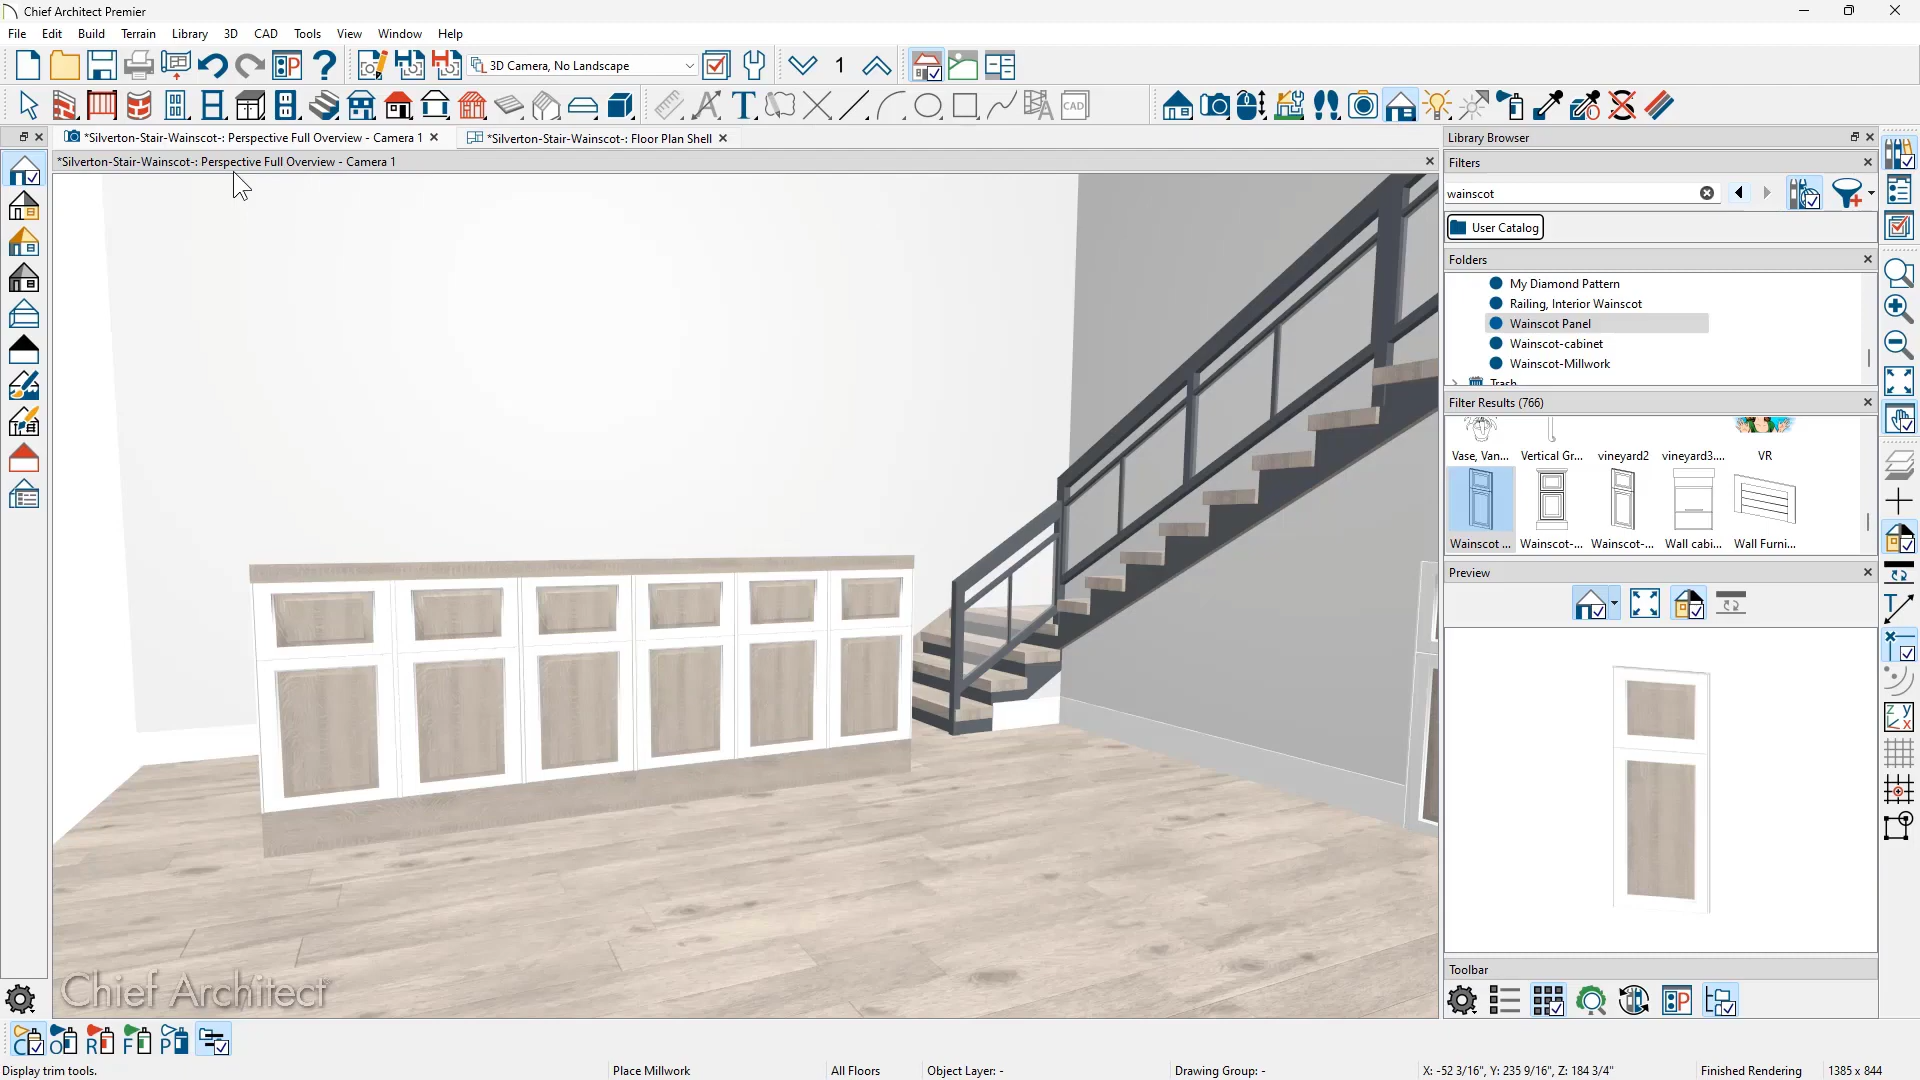 Chief Architect Premier
File Edit Build Terrain Library 3D CAD Tools View Window Help
3D Camera, No Landscape
1
T
CAD
*Silverton-Stair-Wainscot-: Perspective Full Overview - Camera 1
*Silverton-Stair-Wainscot-: Floor Plan Shell
*Silverton-Stair-Wainscot-: Perspective Full Overview - Camera 1
Library Browser
Filters
wainscot
User Catalog
Folders
My Diamond Pattern
Railing, Interior Wainscot
Wainscot Panel
Wainscot-cabinet
Wainscot-Millwork
Trash
Filter Results (766)
Vase, Van... Vertical Gr... vineyard2 vineyard3.... VR
Wainscot ... Wainscot-... Wainscot-... Wall cabi... Wall Furni...
Preview
Toolbar
Chief Architect
C O R F P
Display trim tools.
Place Millwork
All Floors
Object Layer: -
Drawing Group: -
X: -52 3/16", Y: 235 9/16", Z: 184 3/4"
Finished Rendering
1385 x 844